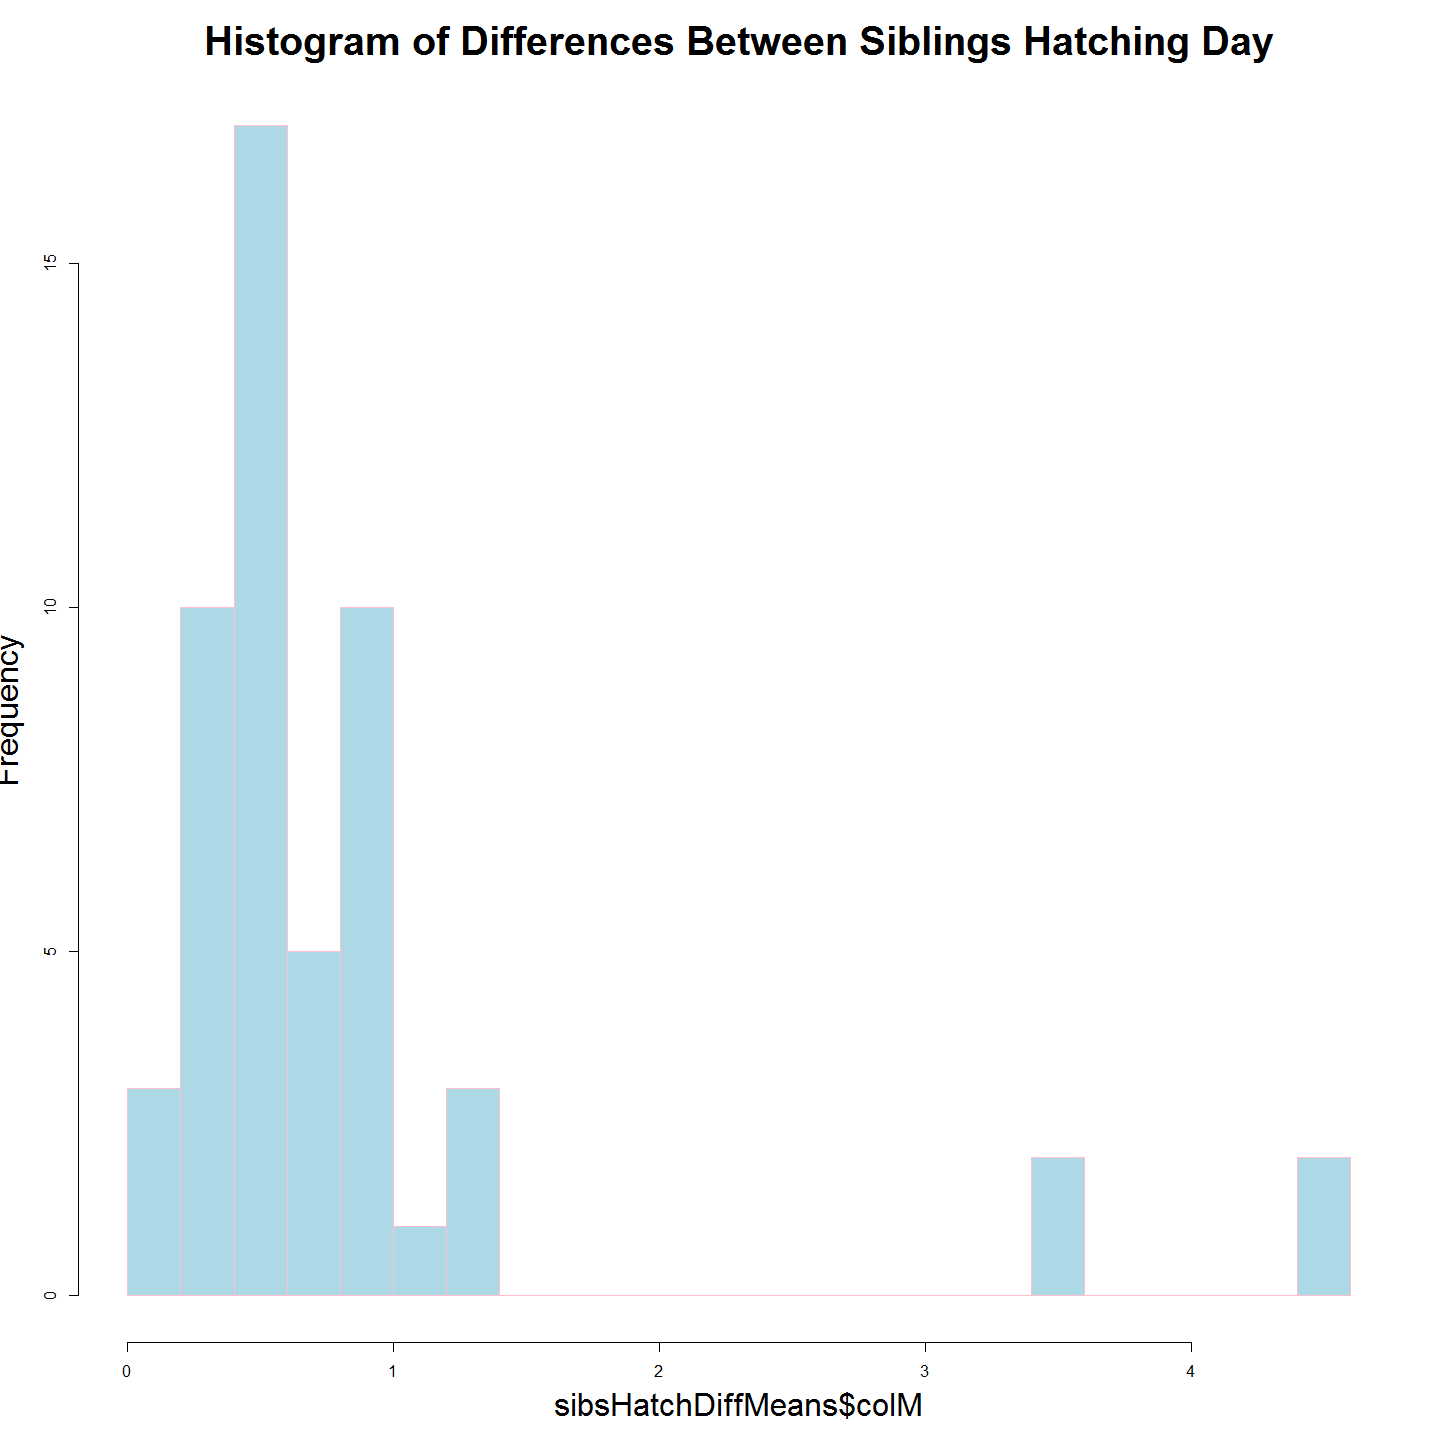 Histogram of Differences Between Siblings Hatching Day
Frequency
15
10
5
0
0 1 2 3 4
sibsHatchDiffMeans$colM